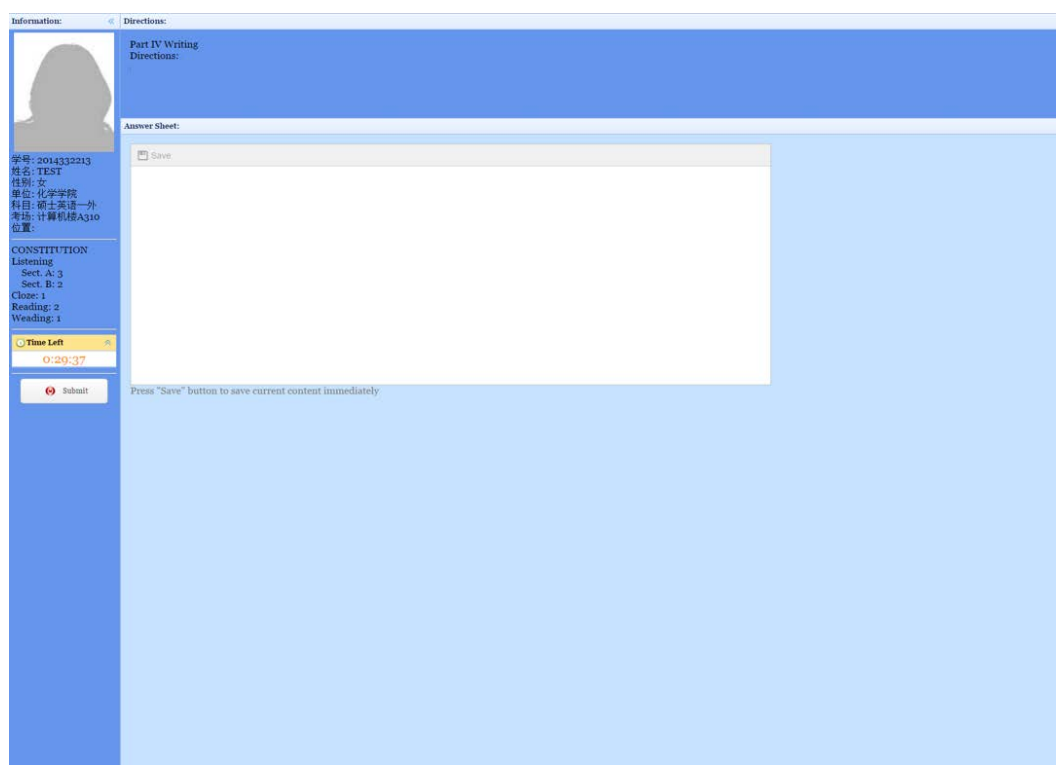 Information:
Directions:
Part IV Writing
Directions:
Answer Sheet:
Save
学号: 2014332213
姓名: TEST
性别: 女
单位: 化学学院
科目: 硕士英语一外
考场: 计算机楼A310
位置:
CONSTITUTION
Listening
Sect. A: 3
Sect. B: 2
Cloze: 1
Reading: 2
Weading: 1
Time Left
0:29:37
Submit
Press "Save" button to save current content immediately